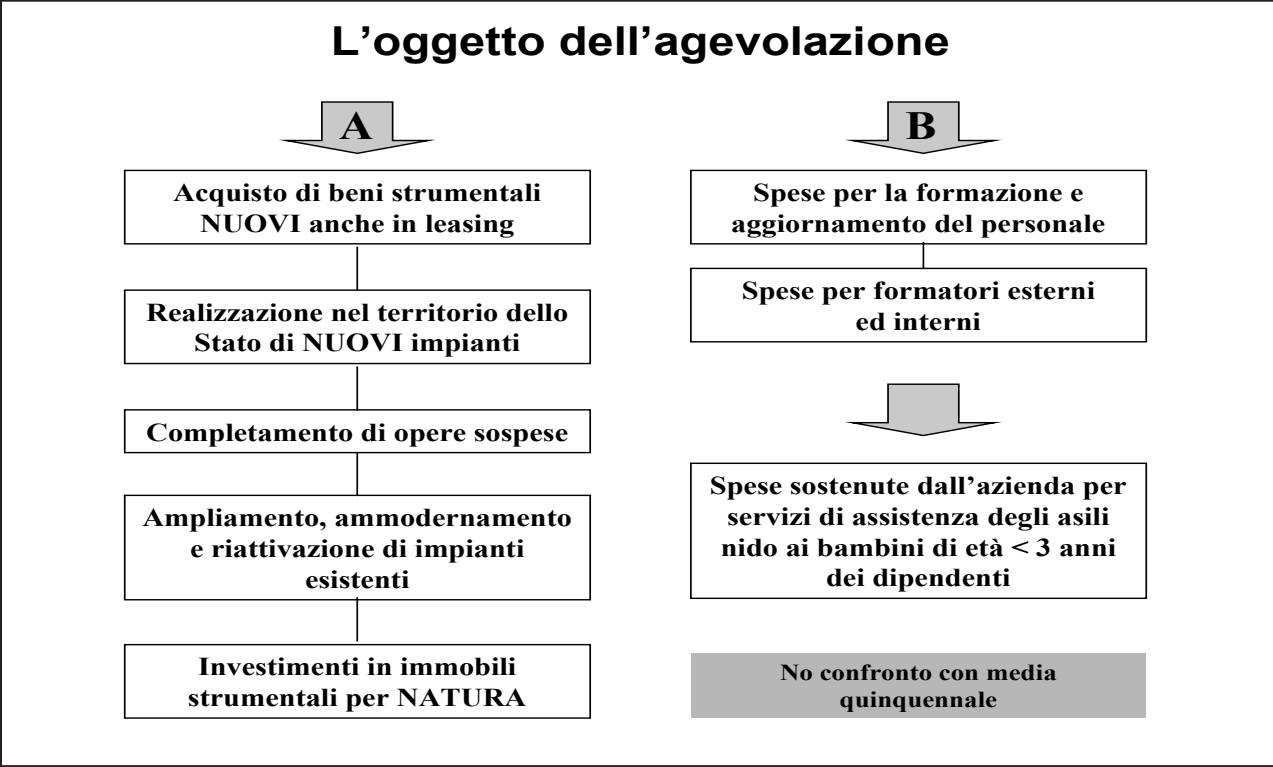 L'oggetto dell'agevolazione
A
Acquisto di beni strumentali
NUOVI anche in leasing
Realizzazione nel territorio dello
Stato di NUOVI impianti
Completamento di opere sospese
Ampliamento, ammodernamento
e riattivazione di impianti
esistenti
Investimenti in immobili
strumentali per NATURA
B
Spese per la formazione e
aggiornamento del personale
Spese per formatori esterni
ed interni
Spese sostenute dall'azienda per
servizi di assistenza degli asili
nido ai bambini di età < 3 anni
dei dipendenti
No confronto con media
quinquennale